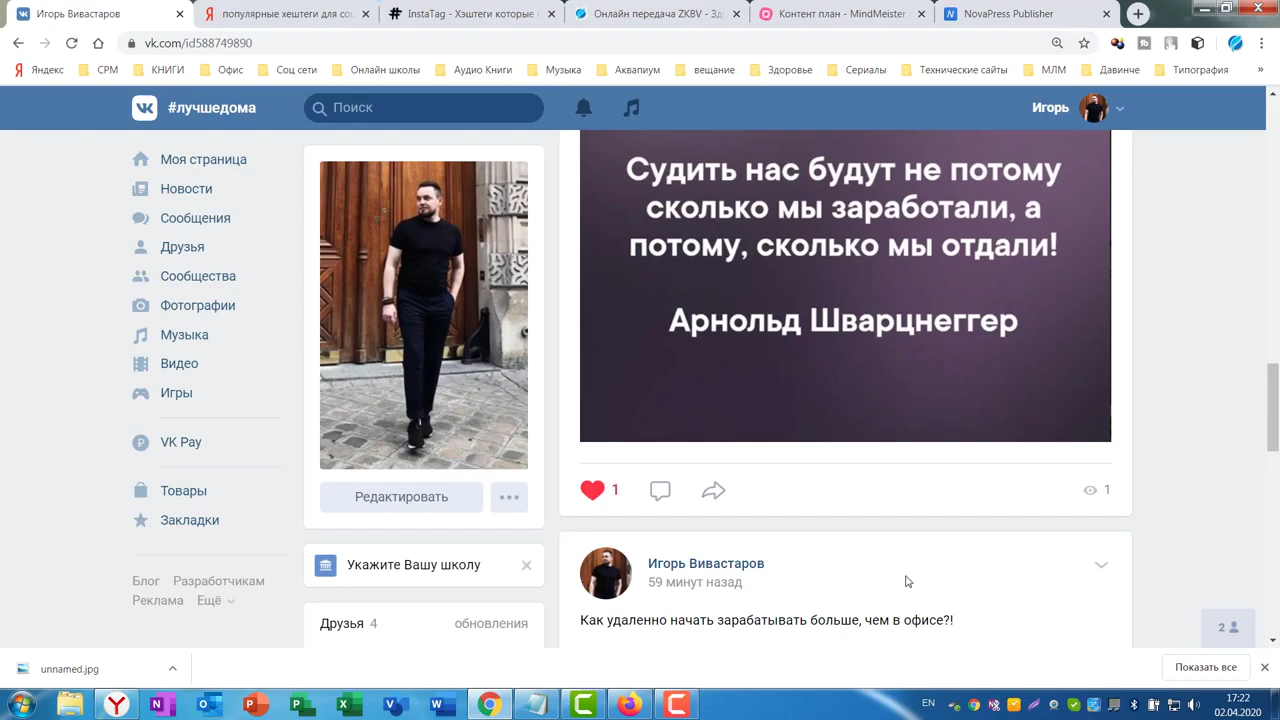 Игорь Вивастаров
популярные хештеги для соц
InstaTag - Хэштеги которые
Онлайн передача ZKBV - Здо
Контент план - MindMeister
NovaPress Publisher
vk.com/id588749890
Яндекс СРМ КНИГИ Офис Соц сети Онлайн школы Аудио Книги Музыка Аквапиум вещание Здоровье Сериалы Технические сайты МЛМ Давинче Типография »
#лучшедома
Поиск
Игорь
Моя страница
Новости
Сообщения
Друзья
Сообщества
Фотографии
Музыка
Видео
Игры
VK Pay
Товары
Закладки
Блог Разработчикам
Реклама Ещё
Редактировать
Укажите Вашу школу
Друзья 4 обновления
Судить нас будут не потому
сколько мы заработали, а
потому, сколько мы отдали!
Арнольд Шварцнеггер
1
1
Игорь Вивастаров
59 минут назад
Как удаленно начать зарабатывать больше, чем в офисе?!
2
unnamed.jpg
Показать все
EN
17:22
02.04.2020